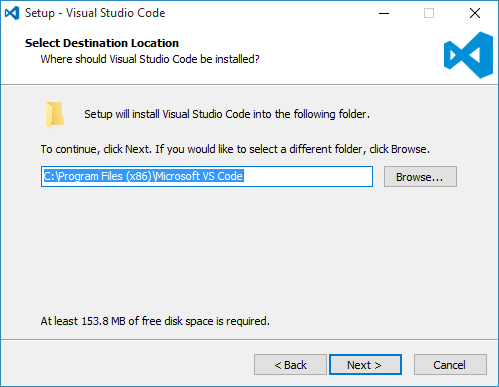 Setup - Visual Studio Code
Select Destination Location
Where should Visual Studio Code be installed?
Setup will install Visual Studio Code into the following folder.
To continue, click Next. If you would like to select a different folder, click Browse.
C:\Program Files (x86)\Microsoft VS Code
Browse...
At least 153.8 MB of free disk space is required.
< Back
Next >
Cancel